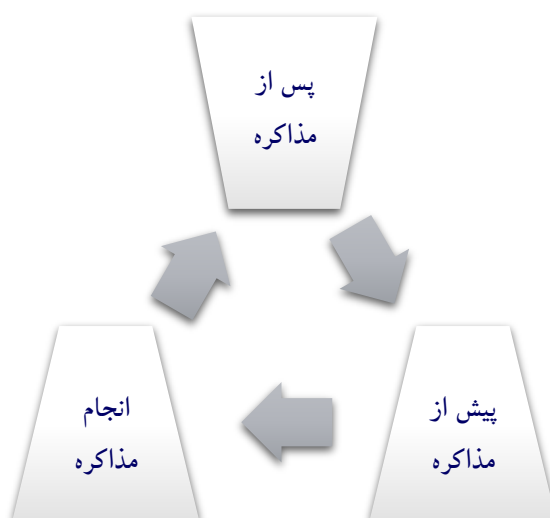 پس از
مذاکره
پیش از
مذاکره
انجام
مذاکره